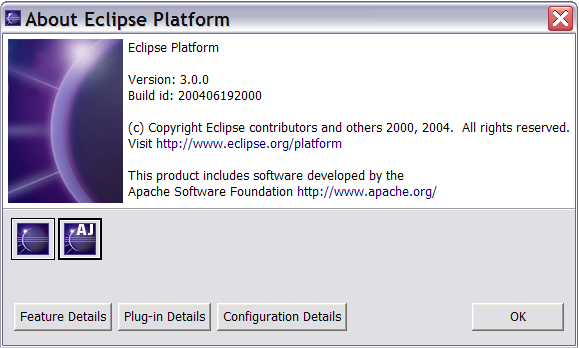 About Eclipse Platform
Eclipse Platform
Version: 3.0.0
Build id: 200406192000
(c) Copyright Eclipse contributors and others 2000, 2004.  All rights reserved.
Visit http://www.eclipse.org/platform
This product includes software developed by the
Apache Software Foundation http://www.apache.org/
AJ
Feature Details Plug-in Details Configuration Details OK